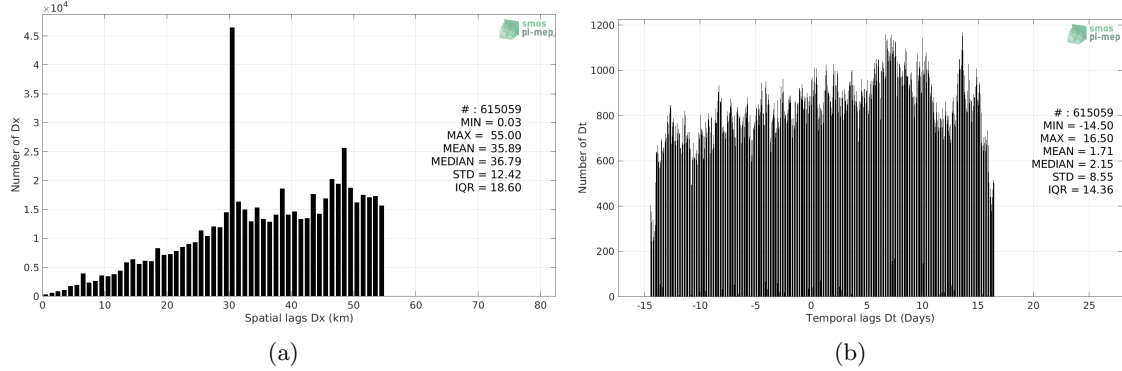 ×10⁴
4.5
4
3.5
3
2.5
2
1.5
1
0.5
0
Number of Dx
0 10 20 30 40 50 60 70 80
Spatial lags Dx (km)
smos
pi-mep
# : 615059
MIN = 0.03
MAX = 55.00
MEAN = 35.89
MEDIAN = 36.79
STD = 12.42
IQR = 18.60
(a)
1200
1000
800
600
400
200
0
Number of Dt
-15 -10 -5 0 5 10 15 20 25
Temporal lags Dt (Days)
smos
pi-mep
# : 615059
MIN = -14.50
MAX = 16.50
MEAN = 1.71
MEDIAN = 2.15
STD = 8.55
IQR = 14.36
(b)